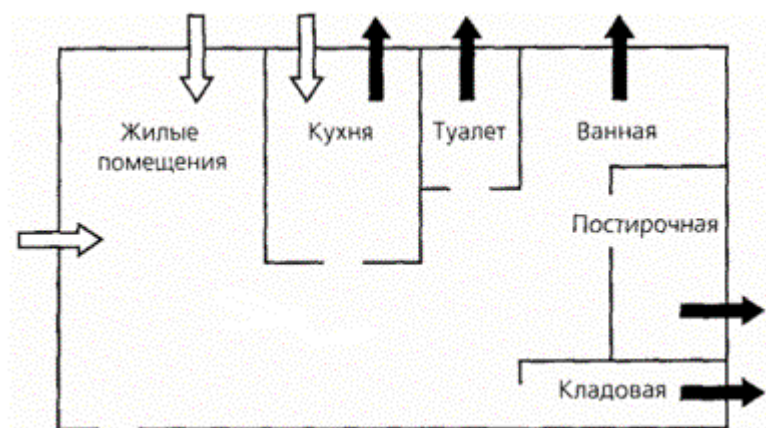 Жилые
помещения
Кухня
Туалет
Ванная
Постирочная
Кладовая